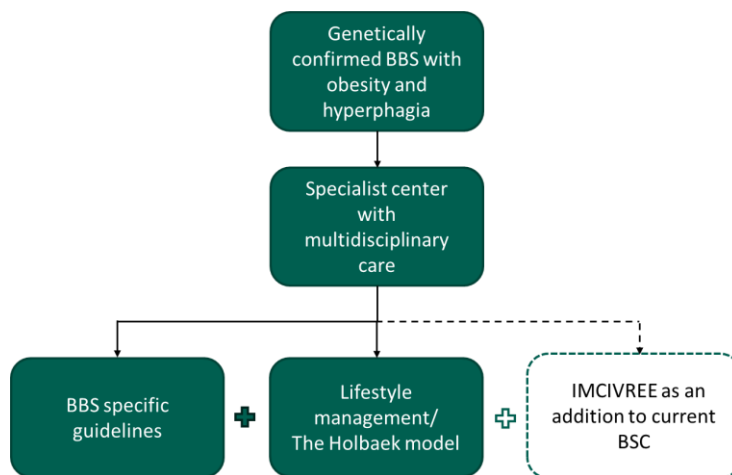 Genetically
confirmed BBS with
obesity and
hyperphagia
Specialist center
with
multidisciplinary
care
BBS specific
guidelines
Lifestyle
management/
The Holbaek model
IMCIVREE as an
addition to current
BSC